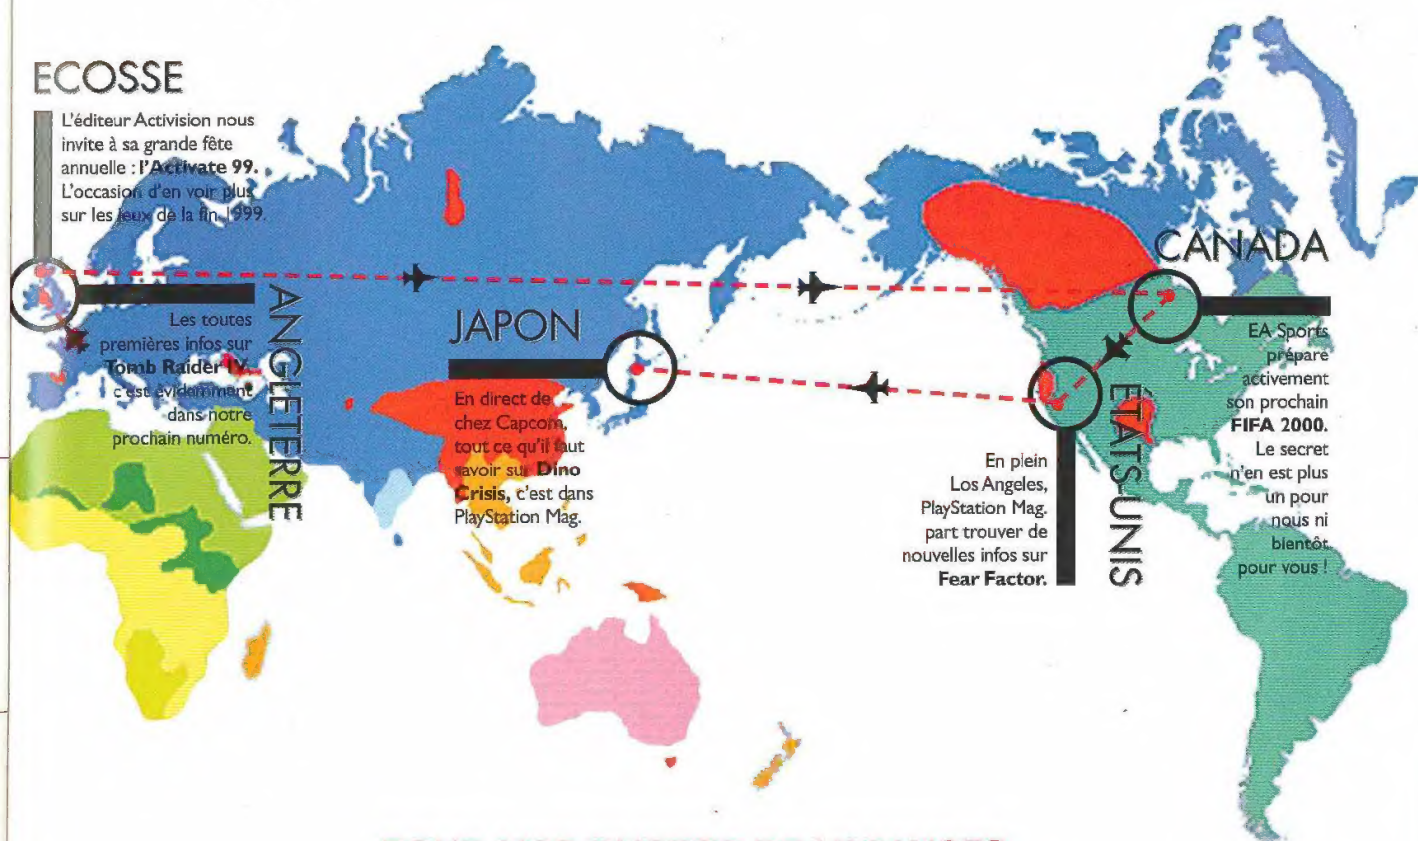 ECOSSE
L'éditeur Activision nous
invite à sa grande fête
annuelle : l'Activate 99.
L'occasion d'en voir plus
sur les jeux de la fin 1999.
ANGLETERRE
Les toutes
premières infos sur
Tomb Raider IV,
c'est évidemment
dans notre
prochain numéro.
JAPON
En direct de
chez Capcom,
tout ce qu'il faut
savoir sur Dino
Crisis, c'est dans
PlayStation Mag.
ÉTATS-UNIS
En plein
Los Angeles,
PlayStation Mag.
part trouver de
nouvelles infos sur
Fear Factor.
CANADA
EA Sports
prépare
activement
son prochain
FIFA 2000.
Le secret
n'en est plus
un pour
nous ni
bientôt
pour vous !